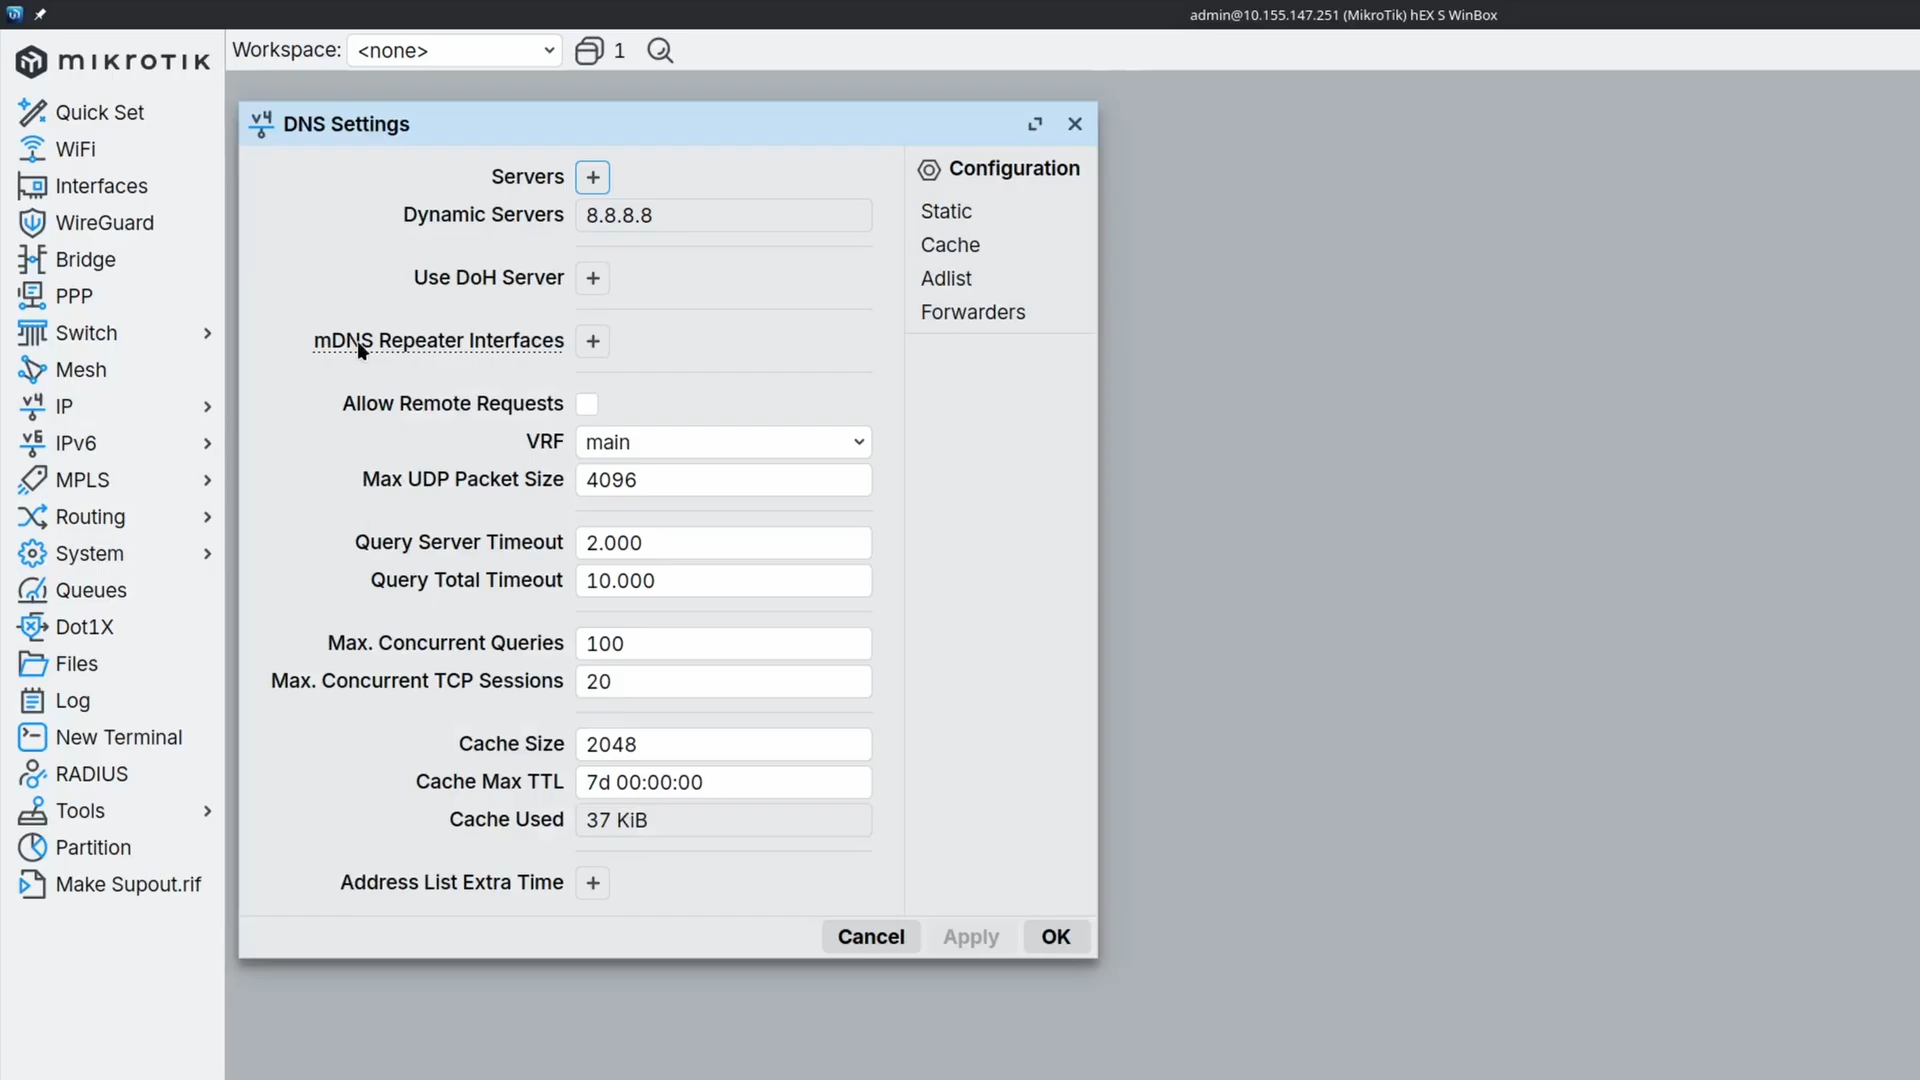 admin@10.155.147.251 (MikroTik) hEX S WinBox
mikroTik
Workspace: <none> 1
Quick Set
WiFi
Interfaces
WireGuard
Bridge
PPP
Switch
Mesh
IP
IPv6
MPLS
Routing
System
Queues
Dot1X
Files
Log
New Terminal
RADIUS
Tools
Partition
Make Supout.rif
v4 DNS Settings
Servers +
Dynamic Servers 8.8.8.8
Use DoH Server +
mDNS Repeater Interfaces +
Allow Remote Requests
VRF main
Max UDP Packet Size 4096
Query Server Timeout 2.000
Query Total Timeout 10.000
Max. Concurrent Queries 100
Max. Concurrent TCP Sessions 20
Cache Size 2048
Cache Max TTL 7d 00:00:00
Cache Used 37 KiB
Address List Extra Time +
Configuration
Static
Cache
Adlist
Forwarders
Cancel Apply OK